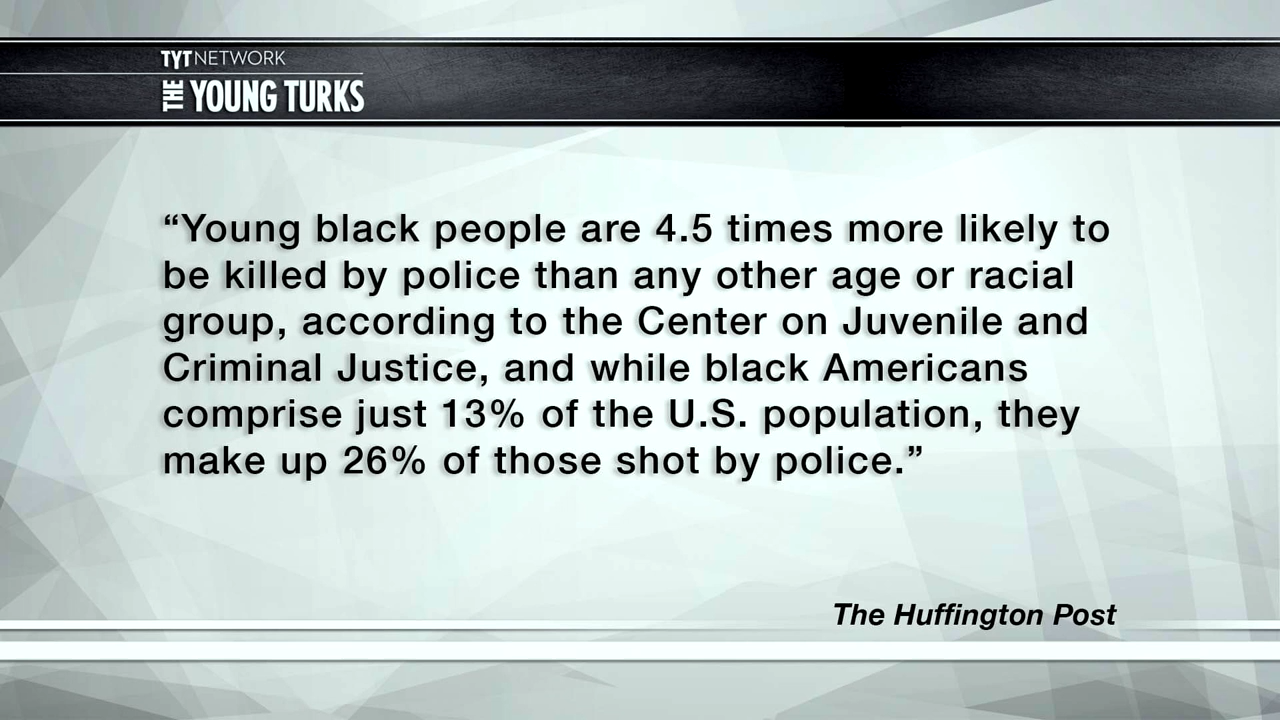 TYT NETWORK
THE YOUNG TURKS
“Young black people are 4.5 times more likely to
be killed by police than any other age or racial
group, according to the Center on Juvenile and
Criminal Justice, and while black Americans
comprise just 13% of the U.S. population, they
make up 26% of those shot by police.”
The Huffington Post